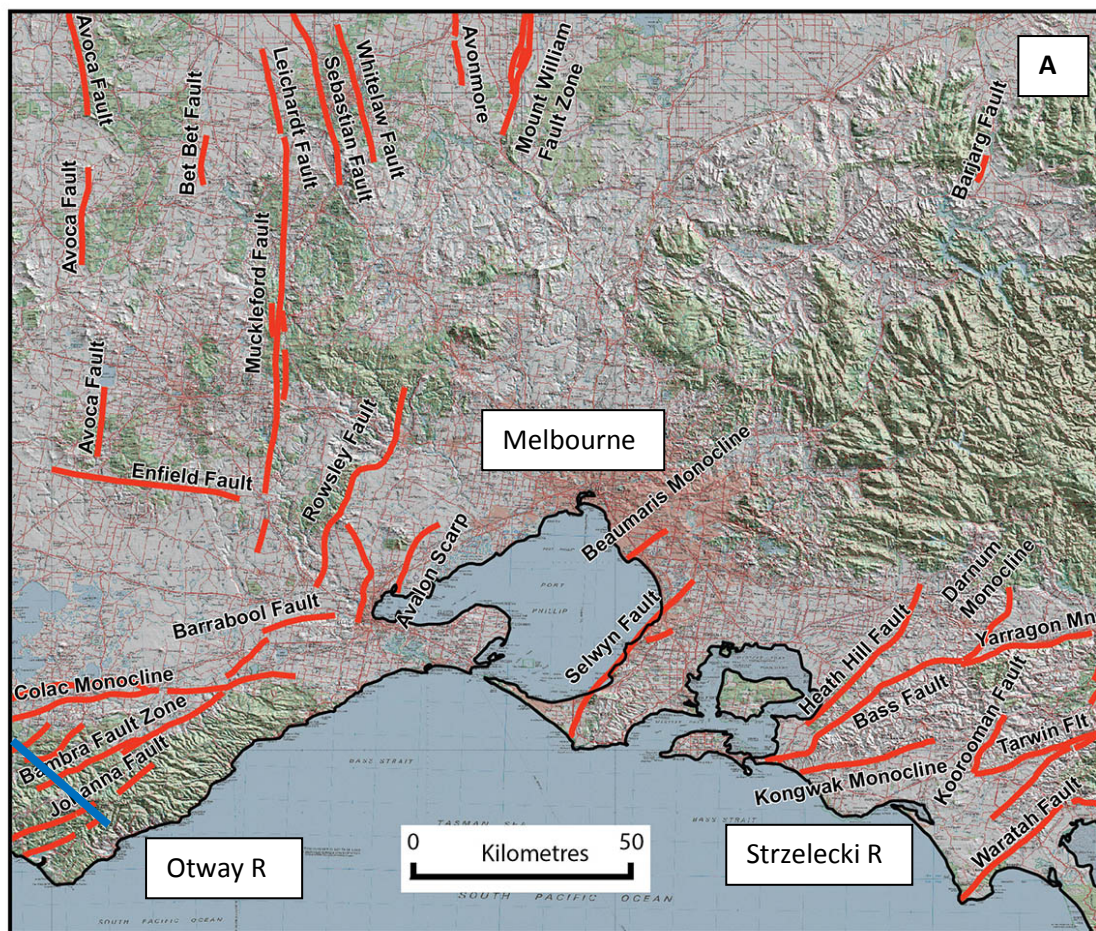 A
Avoca Fault
Bet Bet Fault
Leichardt Fault
Sebastian Fault
Whitelaw Fault
Avonmore
Mount William
Fault Zone
Barjarg Fault
Avoca Fault
Muckleford Fault
Avoca Fault
Enfield Fault
Rowsley Fault
Melbourne
Beaumaris Monocline
Avalon Scarp
PORT
PHILLIP
Barrabool Fault
Selwyn Fault
Heath Hill Fault
Darnum
Monocline
Yarragon Mn
Bass Fault
Colac Monocline
Bambra Fault Zone
Johanna Fault
Koorooman Fault
Tarwin Flt
Kongwak Monocline
Waratah Fault
BASS STRAIT
BASS STRAIT
TASMAN SEA
0
50
Kilometres
Otway R
Strzelecki R
SOUTH PACIFIC OCEAN
SOUTH PACIFIC OCEAN